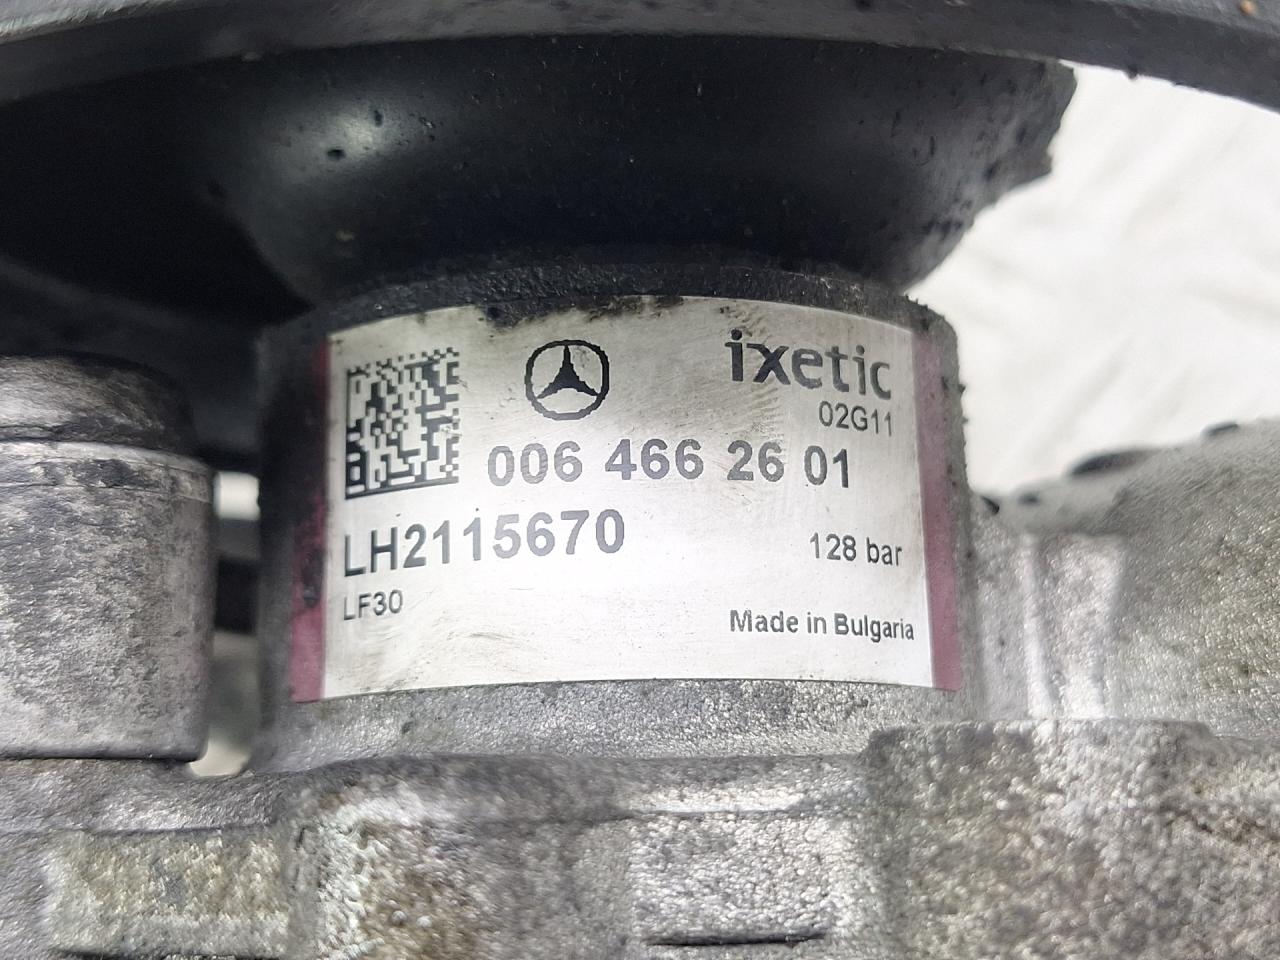 ixetic
02G11
006 466 26 01
LH2115670
128 bar
LF30
Made in Bulgaria